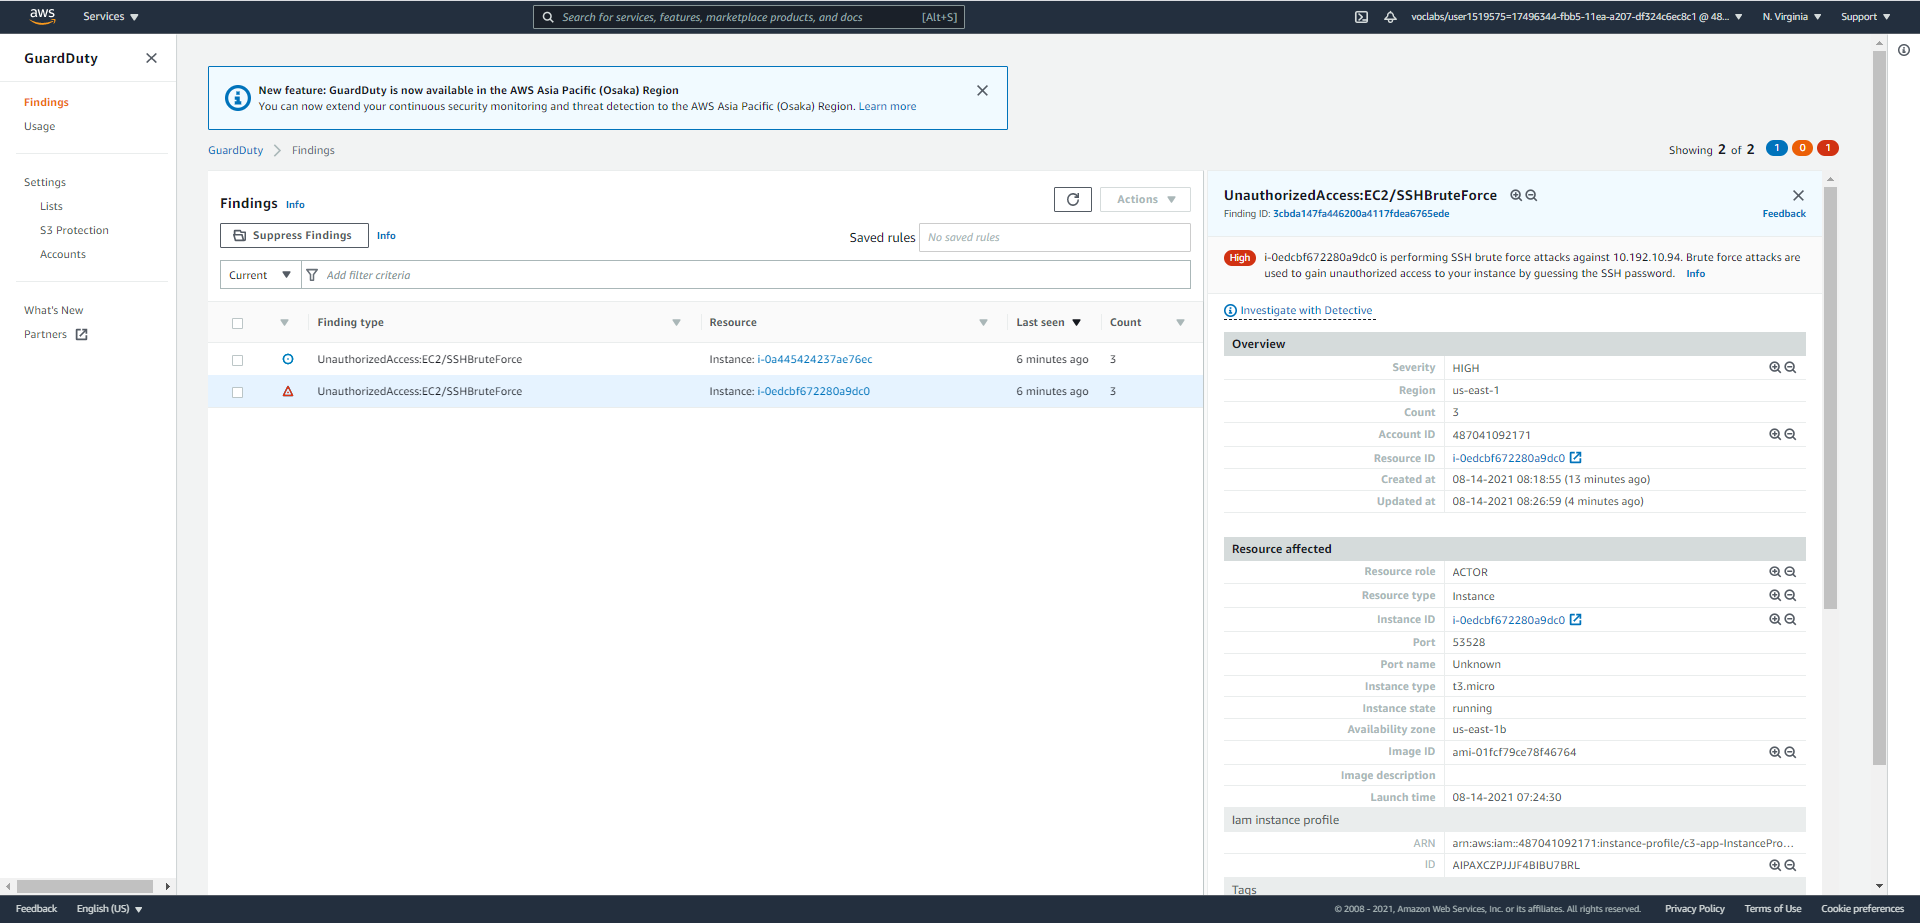 aws
Services
Search for services, features, marketplace products, and docs [Alt+S]
voclabs/user1519575=17496344-fbb5-11ea-a207-df324c6ec8c1 @ 48...
N. Virginia
Support
GuardDuty
Findings
Usage
Settings
Lists
S3 Protection
Accounts
What's New
Partners
New feature: GuardDuty is now available in the AWS Asia Pacific (Osaka) Region
You can now extend your continuous security monitoring and threat detection to the AWS Asia Pacific (Osaka) Region. Learn more
GuardDuty Findings
Showing 2 of 2 1 0 1
Findings Info
Actions
Suppress Findings Info
Saved rules No saved rules
Current Add filter criteria
Finding type Resource Last seen Count
UnauthorizedAccess:EC2/SSHBruteForce Instance: i-0a445424237ae76ec 6 minutes ago 3
UnauthorizedAccess:EC2/SSHBruteForce Instance: i-0edcbf672280a9dc0 6 minutes ago 3
UnauthorizedAccess:EC2/SSHBruteForce
Finding ID: 3cbda147fa446200a4117fdea6765ede Feedback
High i-0edcbf672280a9dc0 is performing SSH brute force attacks against 10.192.10.94. Brute force attacks are
used to gain unauthorized access to your instance by guessing the SSH password. Info
Investigate with Detective
Overview
Severity HIGH
Region us-east-1
Count 3
Account ID 487041092171
Resource ID i-0edcbf672280a9dc0
Created at 08-14-2021 08:18:55 (13 minutes ago)
Updated at 08-14-2021 08:26:59 (4 minutes ago)
Resource affected
Resource role ACTOR
Resource type Instance
Instance ID i-0edcbf672280a9dc0
Port 53528
Port name Unknown
Instance type t3.micro
Instance state running
Availability zone us-east-1b
Image ID ami-01fcf79ce78f46764
Image description
Launch time 08-14-2021 07:24:30
Iam instance profile
ARN arn:aws:iam::487041092171:instance-profile/c3-app-InstancePro...
ID AIPAXCZPJJJF4BIBU7BRL
Tags
Feedback English (US)
© 2008 - 2021, Amazon Web Services, Inc. or its affiliates. All rights reserved. Privacy Policy Terms of Use Cookie preferences